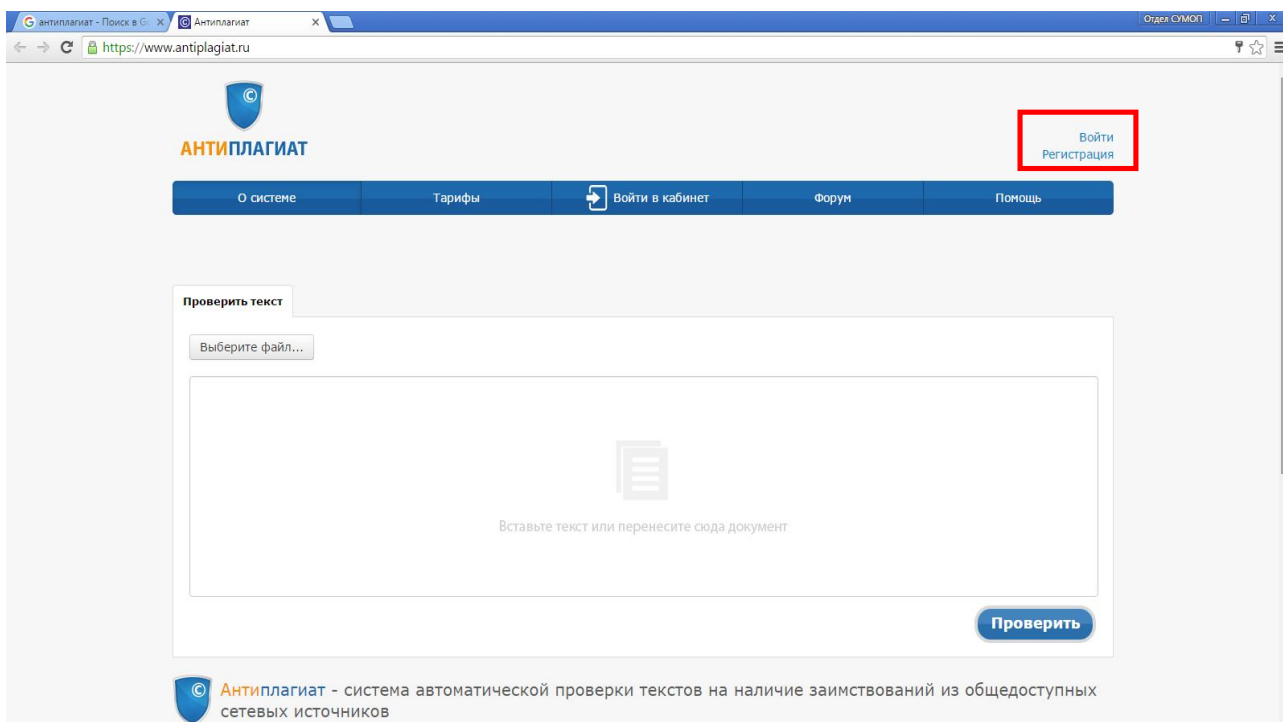 антиплагиат - Поиск в Go
Антиплагиат
Отдел СУМОП
https://www.antiplagiat.ru
©
АНТИПЛАГИАТ
Войти
Регистрация
О системе
Тарифы
Войти в кабинет
Форум
Помощь
Проверить текст
Выберите файл...
Вставьте текст или перенесите сюда документ
Проверить
©
Антиплагиат - система автоматической проверки текстов на наличие заимствований из общедоступных
сетевых источников